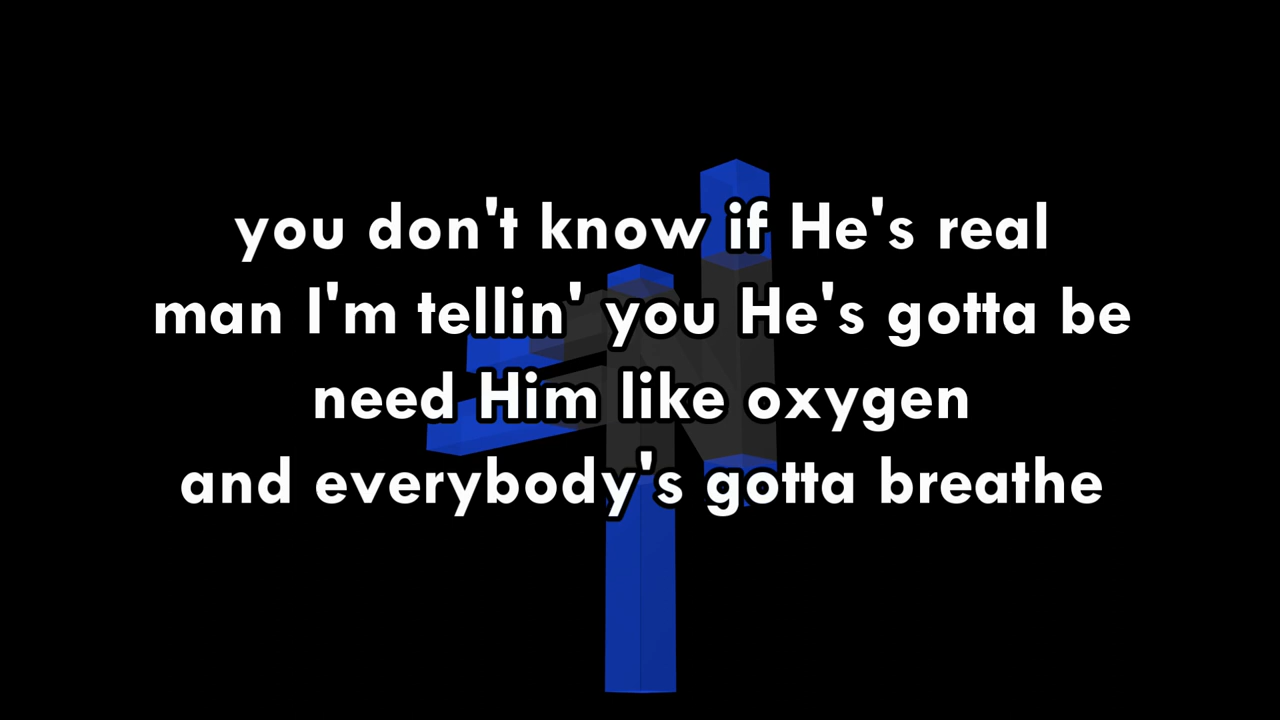 you don't know if He's real
man I'm tellin' you He's gotta be
need Him like oxygen
and everybody's gotta breathe